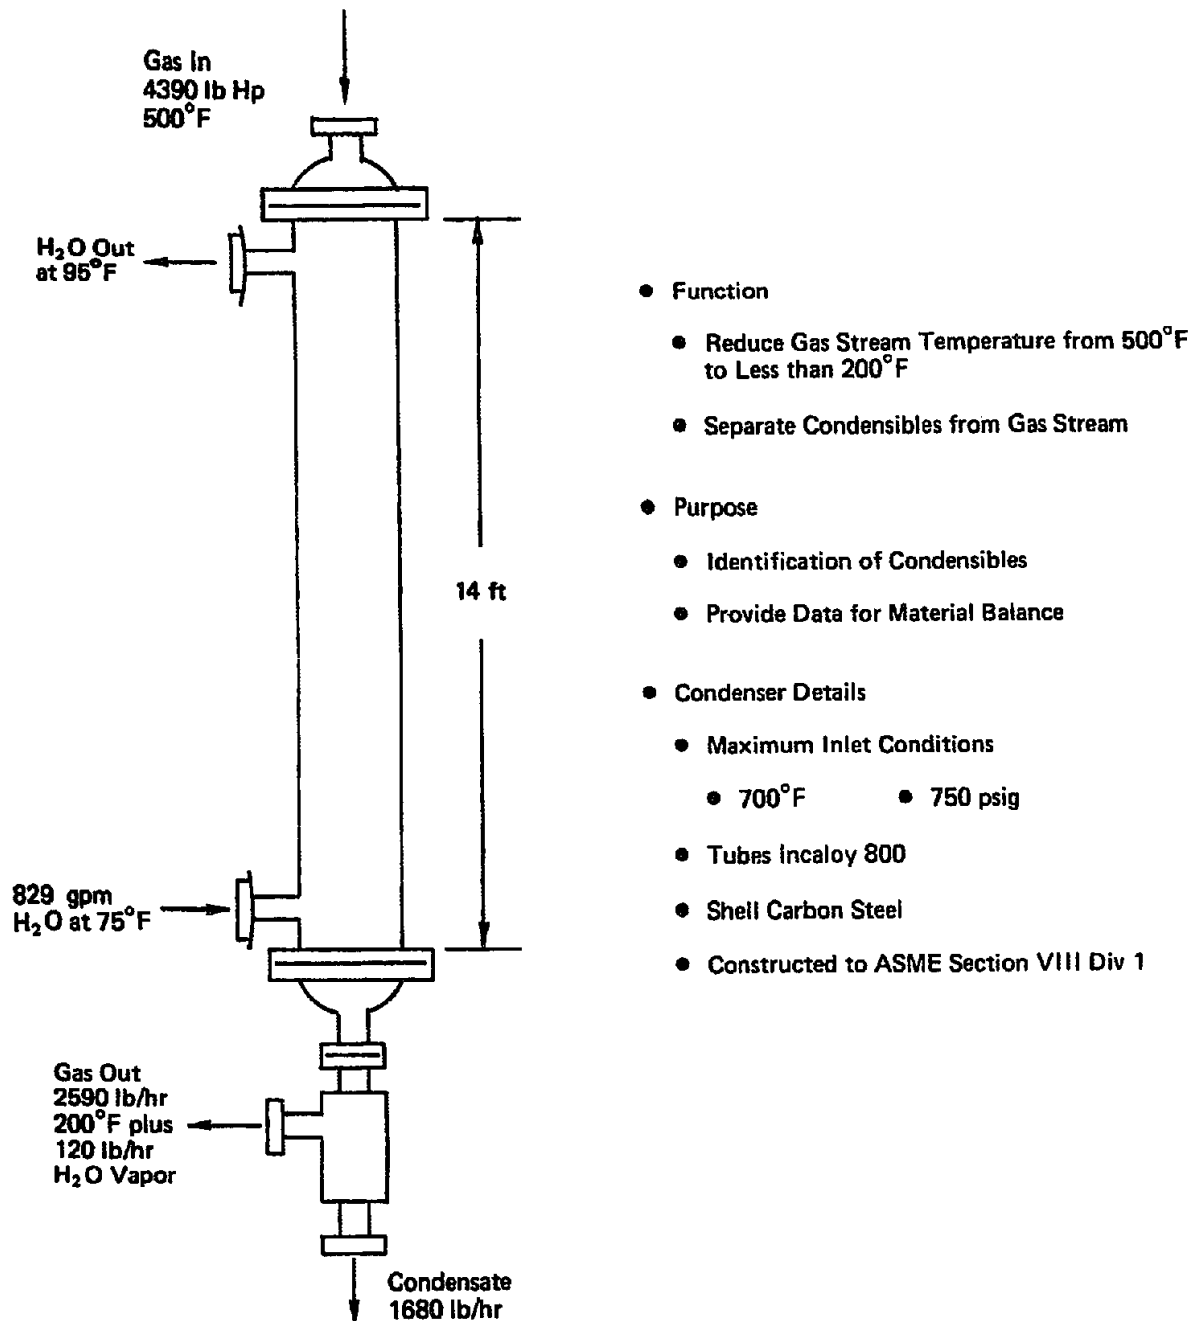 Gas In
4390 lb Hp
500°F
H₂O Out
at 95°F
14 ft
829 gpm
H₂O at 75°F
Gas Out
2590 lb/hr
200°F plus
120 lb/hr
H₂O Vapor
Condensate
1680 lb/hr
● Function
● Reduce Gas Stream Temperature from 500°F
to Less than 200°F
● Separate Condensibles from Gas Stream
● Purpose
● Identification of Condensibles
● Provide Data for Material Balance
● Condenser Details
● Maximum Inlet Conditions
● 700°F ● 750 psig
● Tubes Incaloy 800
● Shell Carbon Steel
● Constructed to ASME Section VIII Div 1